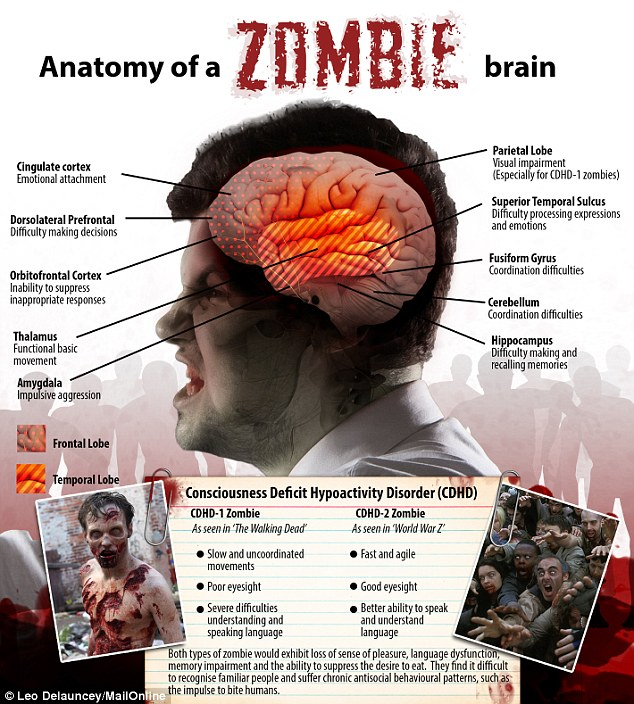 Anatomy of a ZOMBIE brain
Cingulate cortex
Emotional attachment
Dorsolateral Prefrontal
Difficulty making decisions
Orbitofrontal Cortex
Inability to suppress
inappropriate responses
Thalamus
Functional basic
movement
Amygdala
Impulsive aggression
Parietal Lobe
Visual impairment
(Especially for CDHD-1 zombies)
Superior Temporal Sulcus
Difficulty processing expressions
and emotions
Fusiform Gyrus
Coordination difficulties
Cerebellum
Coordination difficulties
Hippocampus
Difficulty making and
recalling memories
Frontal Lobe
Temporal Lobe
Consciousness Deficit Hypoactivity Disorder (CDHD)
CDHD-1 Zombie
As seen in 'The Walking Dead'
● Slow and uncoordinated
movements
● Poor eyesight
● Severe difficulties
understanding and
speaking language
CDHD-2 Zombie
As seen in 'World War Z'
● Fast and agile
● Good eyesight
● Better ability to speak
and understand
language
Both types of zombie would exhibit loss of sense of pleasure, language dysfunction,
memory impairment and the ability to suppress the desire to eat. They find it difficult
to recognise familiar people and suffer chronic antisocial behavioural patterns, such as
the impulse to bite humans.
© Leo Delauncey/MailOnline